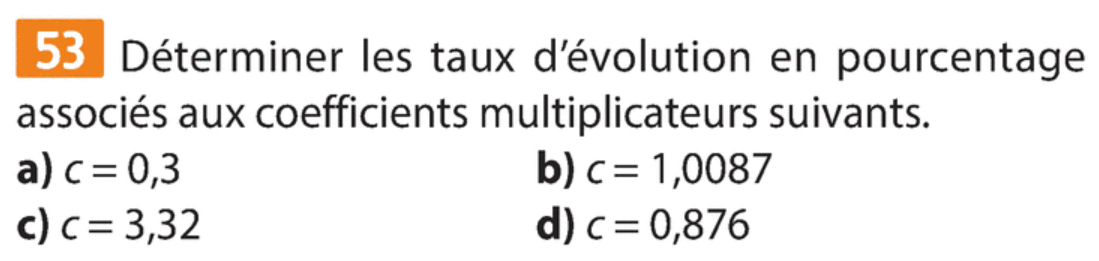 53 Déterminer les taux d'évolution en pourcentage
associés aux coefficients multiplicateurs suivants.
a) c = 0,3 b) c = 1,0087
c) c = 3,32 d) c = 0,876